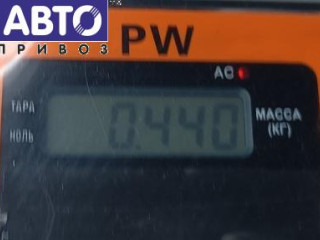 АВТО
ПРИВОЗ
PW
AC
ТАРА
НОЛЬ
0.440
МАССА
(КГ)